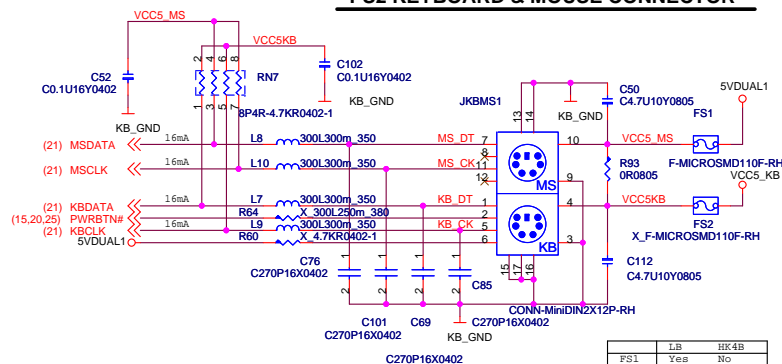 PS2 KEYBOARD & MOUSE CONNECTOR
VCC5_MS
VCC5KB
2 4 6 8
RN7
C52
C0.1U16Y0402
C102
C0.1U16Y0402
1 3 5 7
8P4R-4.7KR0402-1
KB_GND
KB_GND
JKBMS1
13
14
KB_GND
C50
C4.7U10Y0805
5VDUAL1
FS1
(21) MSDATA
16mA
L8
300L300m_350
MS_DT
7
8
10
VCC5_MS
F-MICROSMD110F-RH
(21) MSCLK
16mA
L10
300L300m_350
MS_CK
11
12
MS
9
R93
0R0805
VCC5_KB
(21) KBDATA
16mA
L7
300L300m_350
KB_DT
1
4
VCC5KB
(15,20,25) PWRBTN#
R64
X_300L250m_380
2
FS2
(21) KBCLK
16mA
L9
300L300m_350
KB_CK
5
KB
3
X_F-MICROSMD110F-RH
5VDUAL1
R60
X_4.7KR0402-1
6
C76
C270P16X0402
15
17
16
C112
C4.7U10Y0805
1 1 1 1
2 2 2 2
C85
C270P16X0402
CONN-MiniDIN2X12P-RH
C101
C270P16X0402
C69
C270P16X0402
KB_GND
LB HK4B
FS1 Yes No